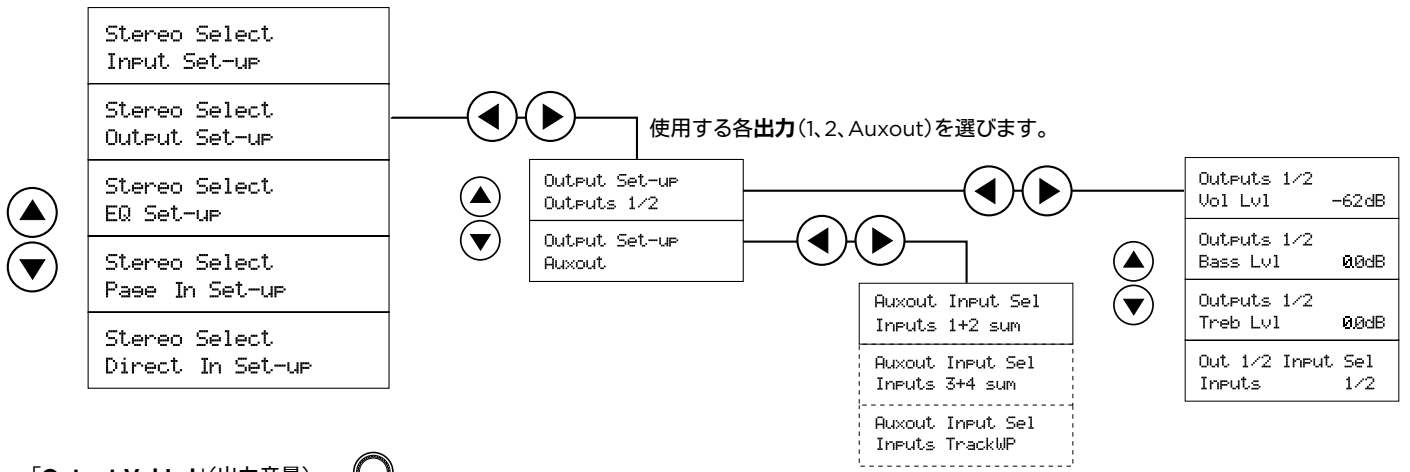 Stereo Select
Input Set-up
Stereo Select
Output Set-up
Stereo Select
EQ Set-up
Stereo Select
Page In Set-up
Stereo Select
Direct In Set-up
使用する各出力（1、2、Auxout）を選びます。
Output Set-up
Outputs 1/2
Output Set-up
Auxout
Auxout Input Sel
Inputs 1+2 sum
Auxout Input Sel
Inputs 3+4 sum
Auxout Input Sel
Inputs TrackWP
Outputs 1/2
Vol Lvl -62dB
Outputs 1/2
Bass Lvl 0.0dB
Outputs 1/2
Treb Lvl 0.0dB
Out 1/2 Input Sel
Inputs 1/2